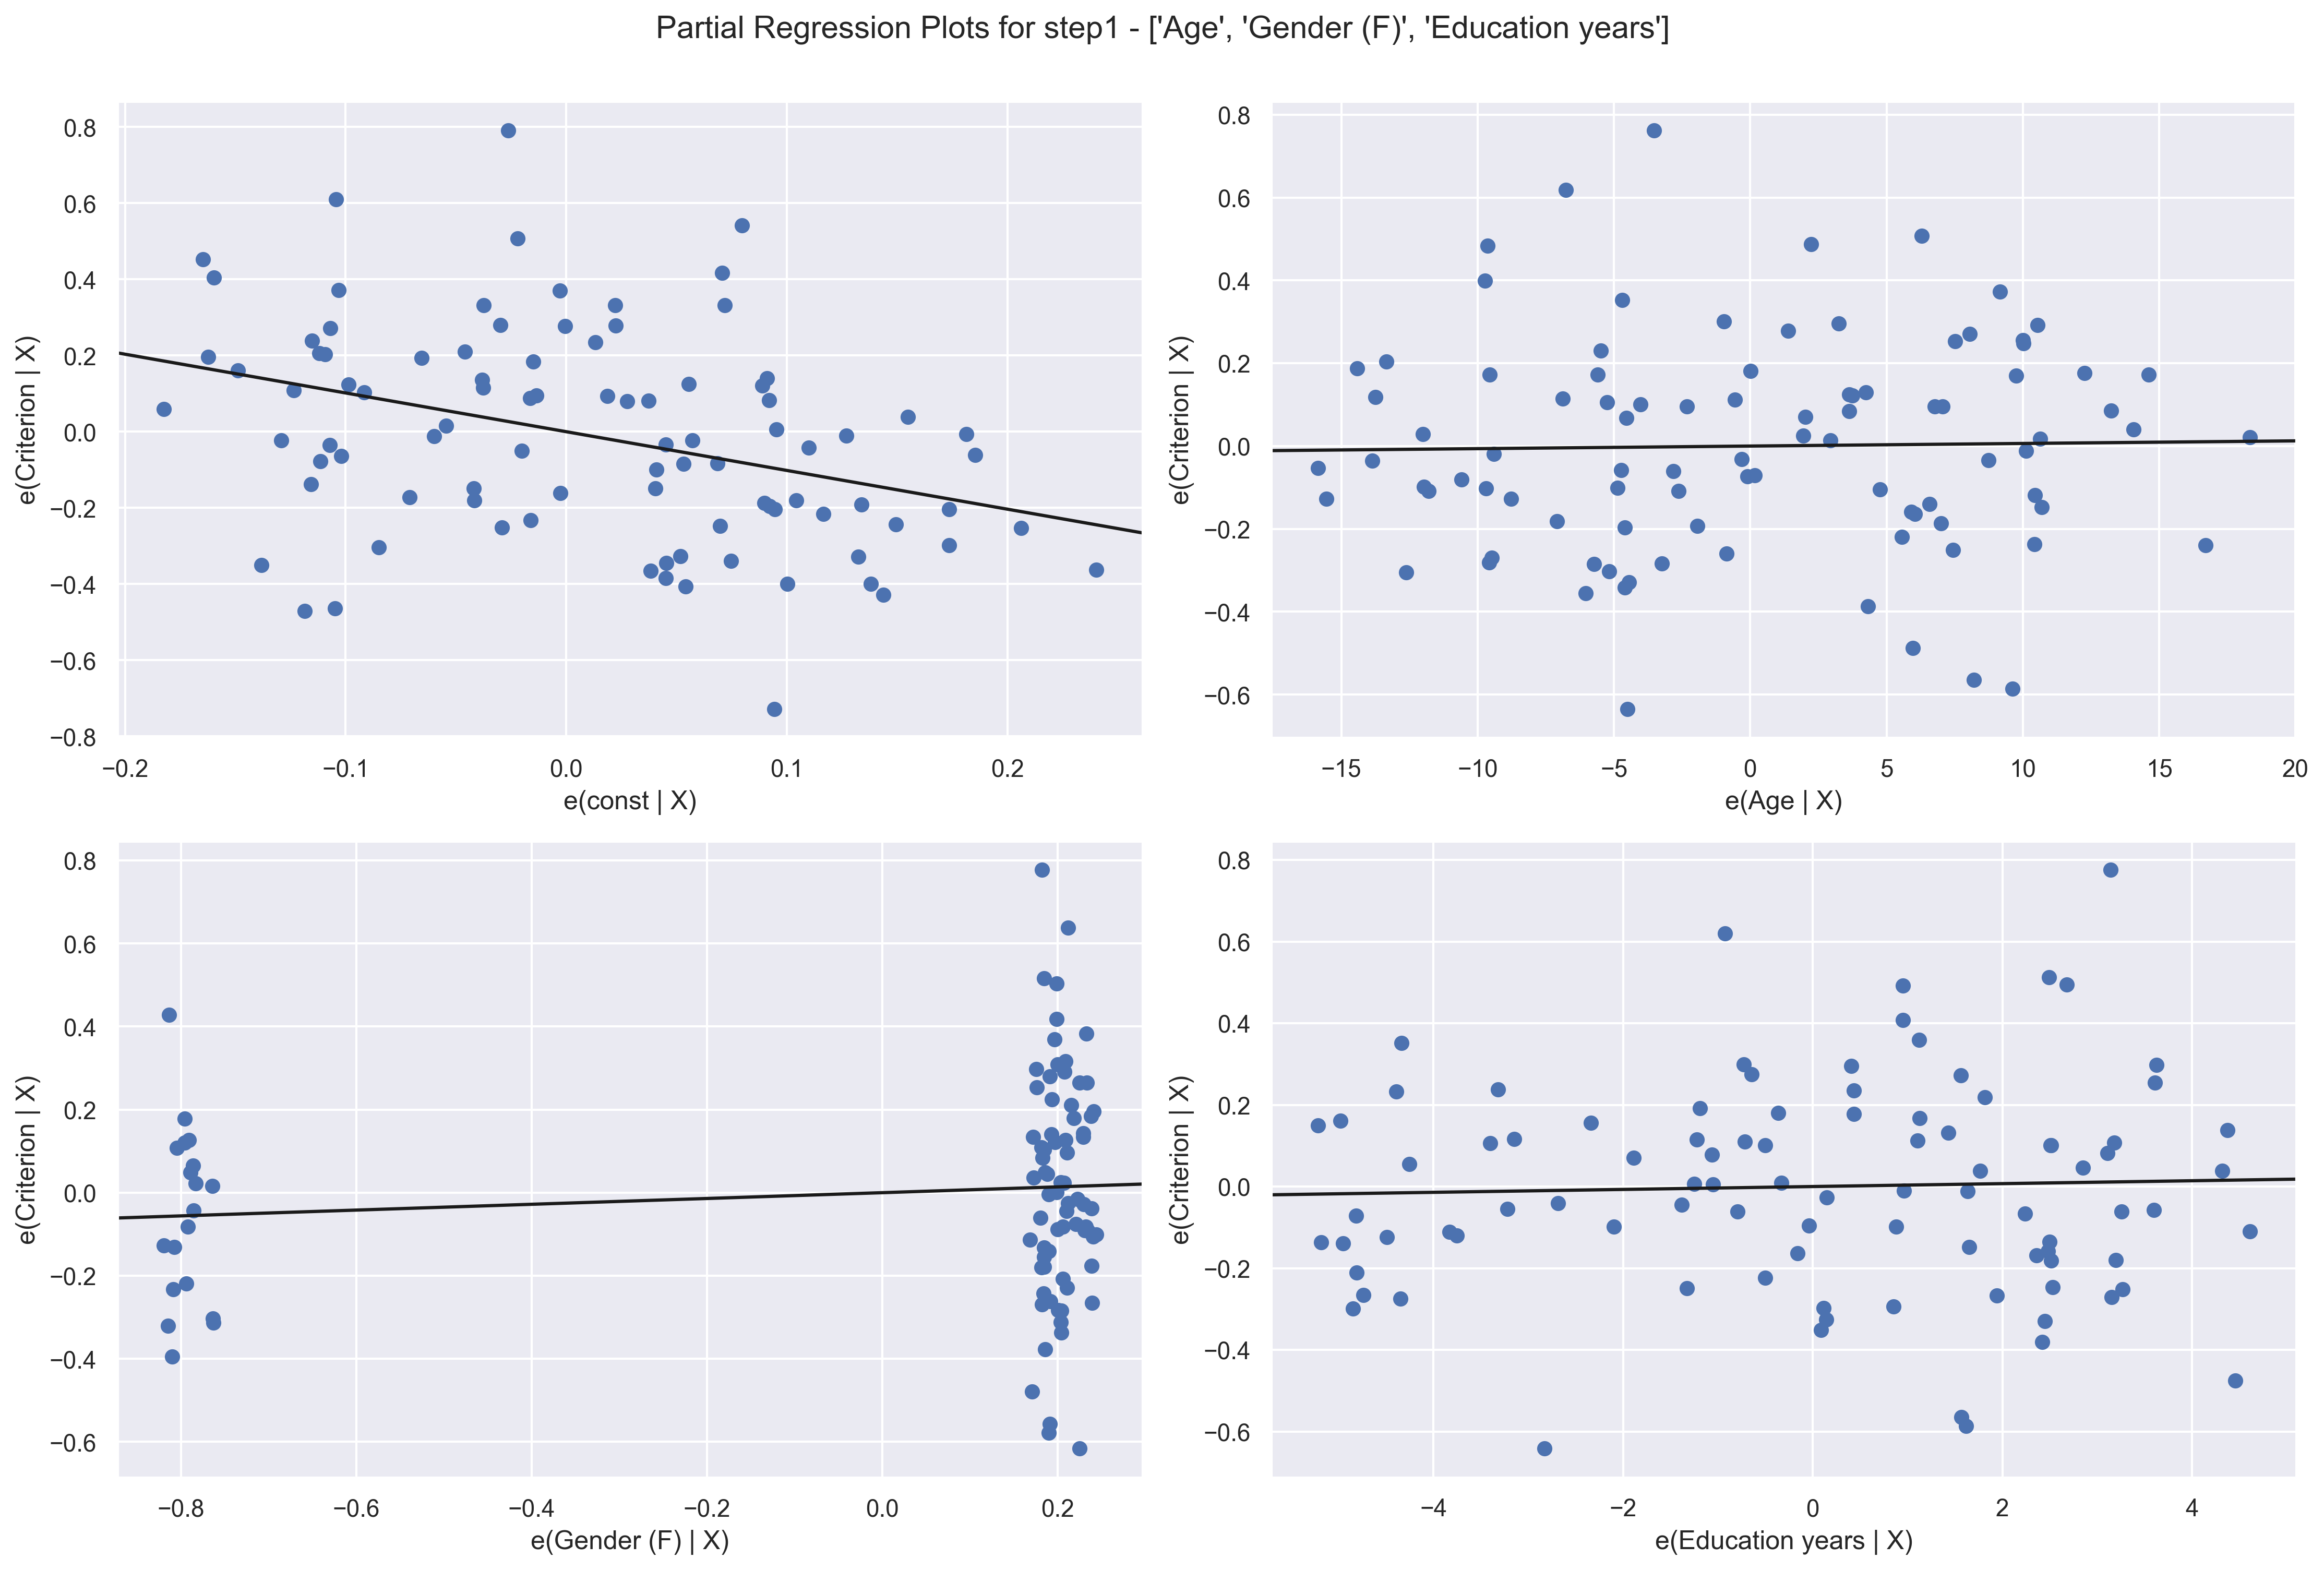 Partial Regression Plots for step1 - ['Age', 'Gender (F)', 'Education years']
0.8
0.6
0.4
0.2
0.0
−0.2
−0.4
−0.6
−0.8
e(Criterion | X)
−0.2 −0.1 0.0 0.1 0.2
e(const | X)
0.8
0.6
0.4
0.2
0.0
−0.2
−0.4
−0.6
e(Criterion | X)
−15 −10 −5 0 5 10 15 20
e(Age | X)
0.8
0.6
0.4
0.2
0.0
−0.2
−0.4
−0.6
e(Criterion | X)
−0.8 −0.6 −0.4 −0.2 0.0 0.2
e(Gender (F) | X)
0.8
0.6
0.4
0.2
0.0
−0.2
−0.4
−0.6
e(Criterion | X)
−4 −2 0 2 4
e(Education years | X)